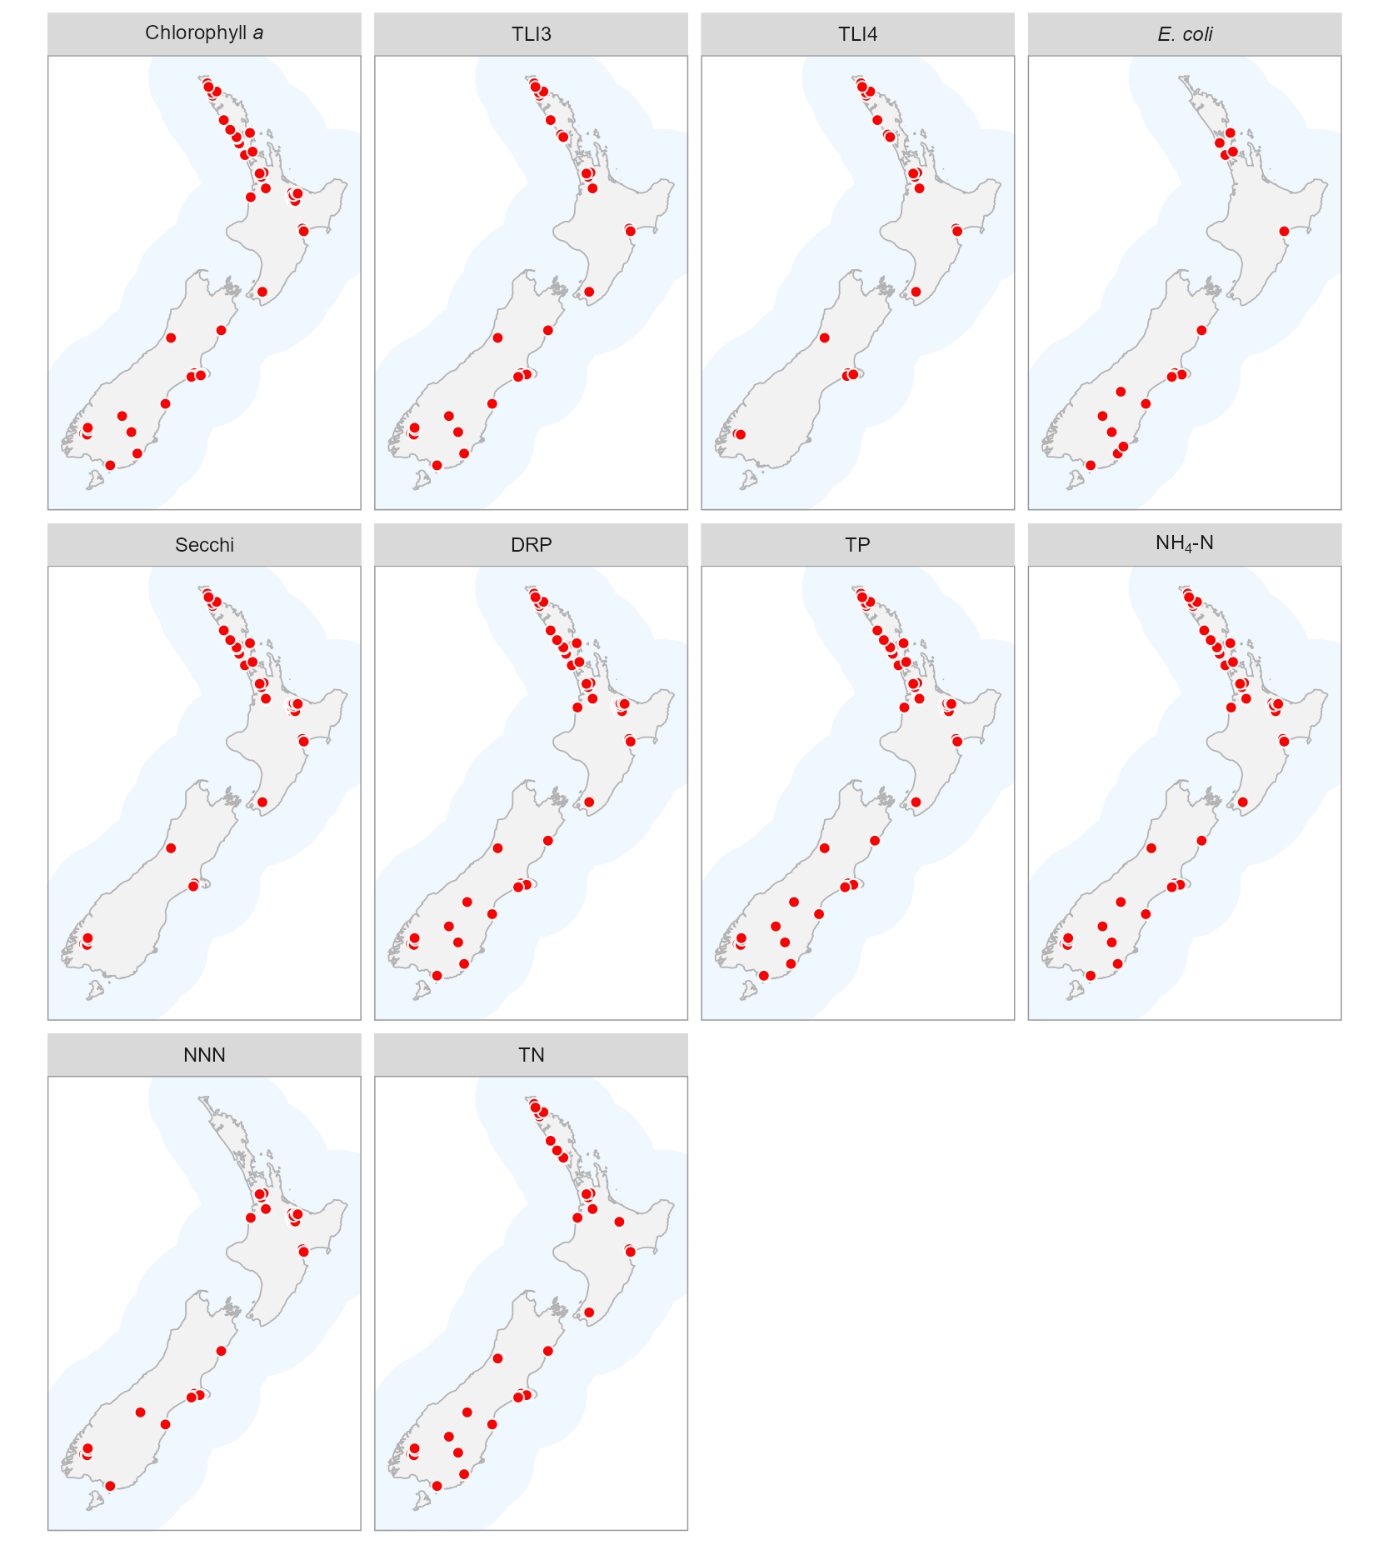 Chlorophyll a
TLI3
TLI4
E. coli
Secchi
DRP
TP
NH₄-N
NNN
TN